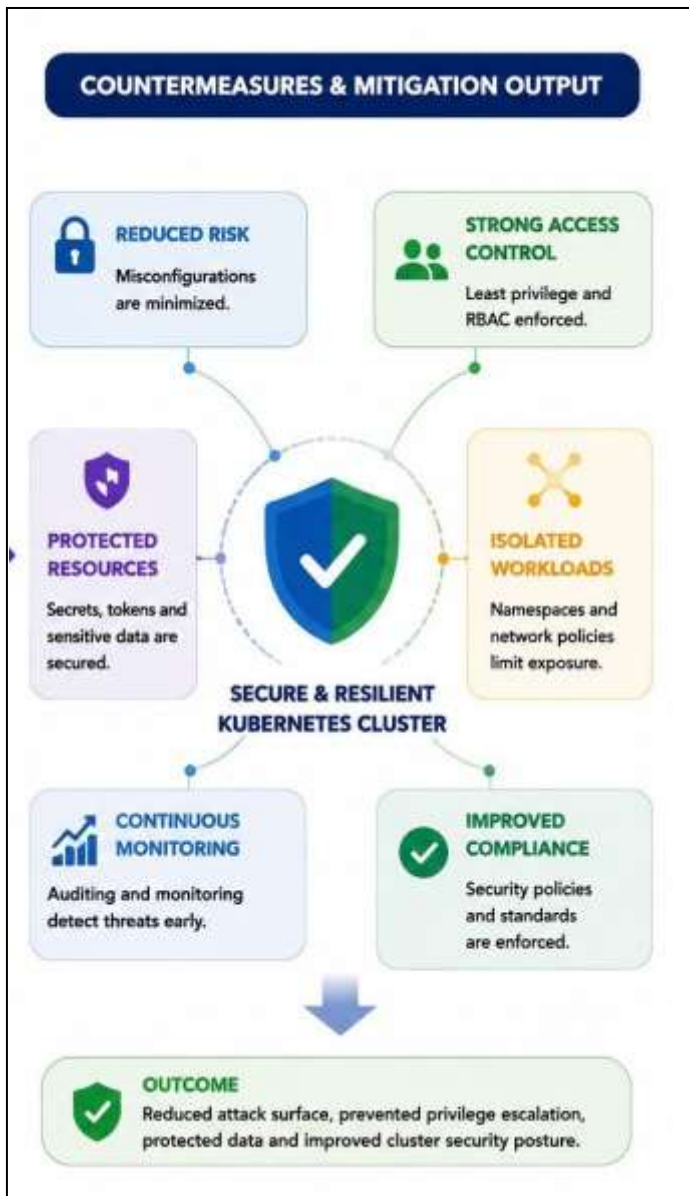 COUNTERMEASURES & MITIGATION OUTPUT
REDUCED RISK
Misconfigurations
are minimized.
STRONG ACCESS
CONTROL
Least privilege and
RBAC enforced.
PROTECTED
RESOURCES
Secrets, tokens and
sensitive data are
secured.
ISOLATED
WORKLOADS
Namespaces and
network policies
limit exposure.
SECURE & RESILIENT
KUBERNETES CLUSTER
CONTINUOUS
MONITORING
Auditing and monitoring
detect threats early.
IMPROVED
COMPLIANCE
Security policies
and standards
are enforced.
OUTCOME
Reduced attack surface, prevented privilege escalation,
protected data and improved cluster security posture.